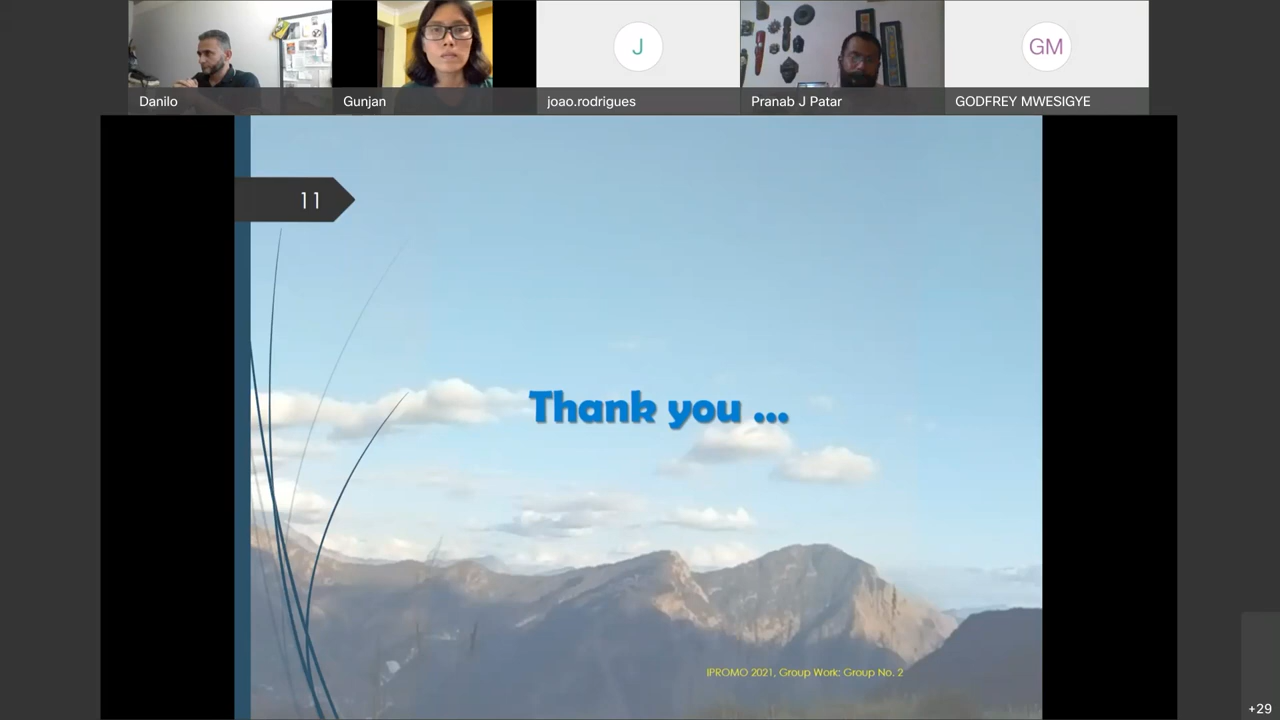 J
GM
Danilo
Gunjan
joao.rodrigues
Pranab J Patar
GODFREY MWESIGYE
11
Thank you ...
IPROMO 2021, Group Work: Group No. 2
+29